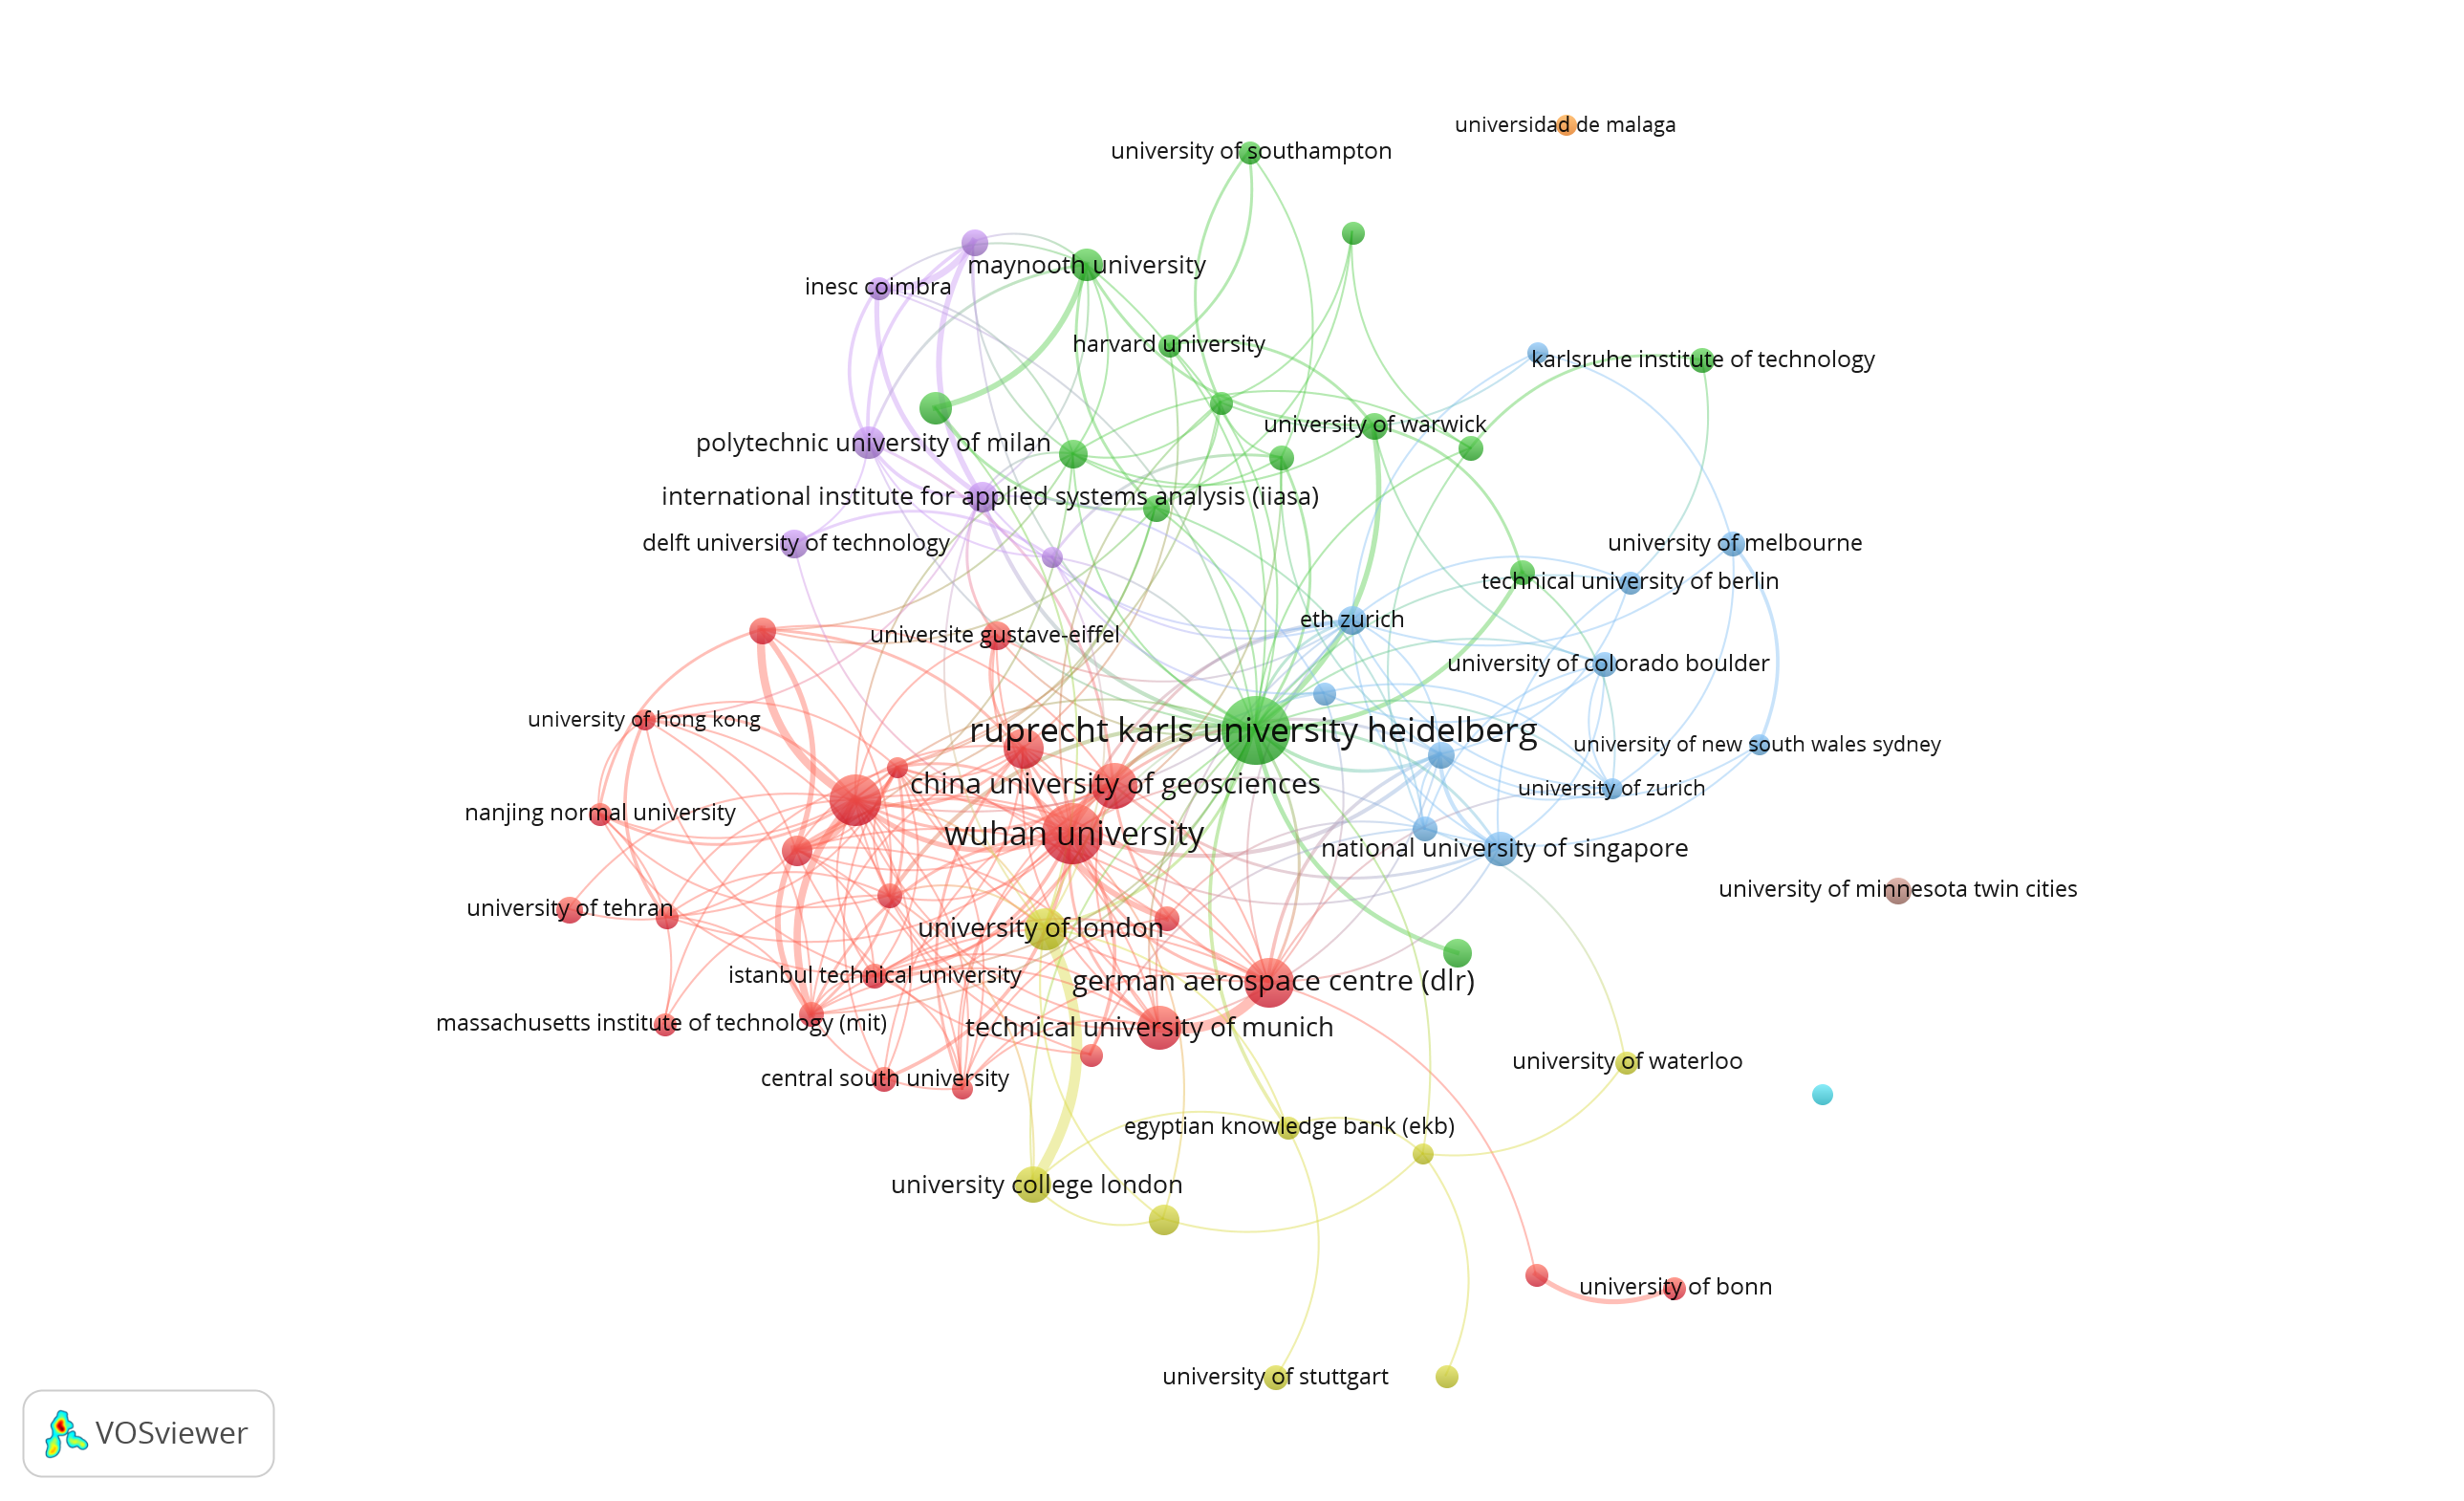 universidad de malaga
university of southampton
maynooth university
inesc coimbra
harvard university
karlsruhe institute of technology
university of warwick
polytechnic university of milan
international institute for applied systems analysis (iiasa)
delft university of technology
university of melbourne
technical university of berlin
eth zurich
universite gustave-eiffel
university of colorado boulder
university of hong kong
ruprecht karls university heidelberg
university of new south wales sydney
china university of geosciences
university of zurich
nanjing normal university
wuhan university
national university of singapore
university of minnesota twin cities
university of tehran
university of london
istanbul technical university
german aerospace centre (dlr)
massachusetts institute of technology (mit)
technical university of munich
university of waterloo
central south university
egyptian knowledge bank (ekb)
university college london
university of bonn
university of stuttgart
VOSviewer